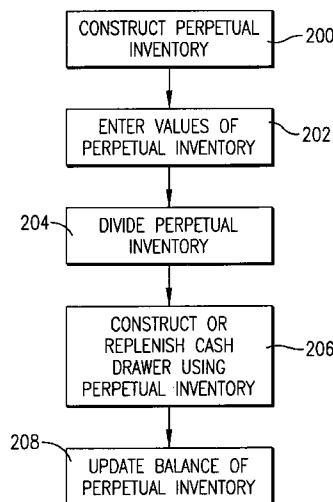 CONSTRUCT PERPETUAL
INVENTORY
200
ENTER VALUES OF
PERPETUAL INVENTORY
202
204
DIVIDE PERPETUAL
INVENTORY
CONSTRUCT OR
REPLENISH CASH
DRAWER USING
PERPETUAL INVENTORY
206
208
UPDATE BALANCE OF
PERPETUAL INVENTORY